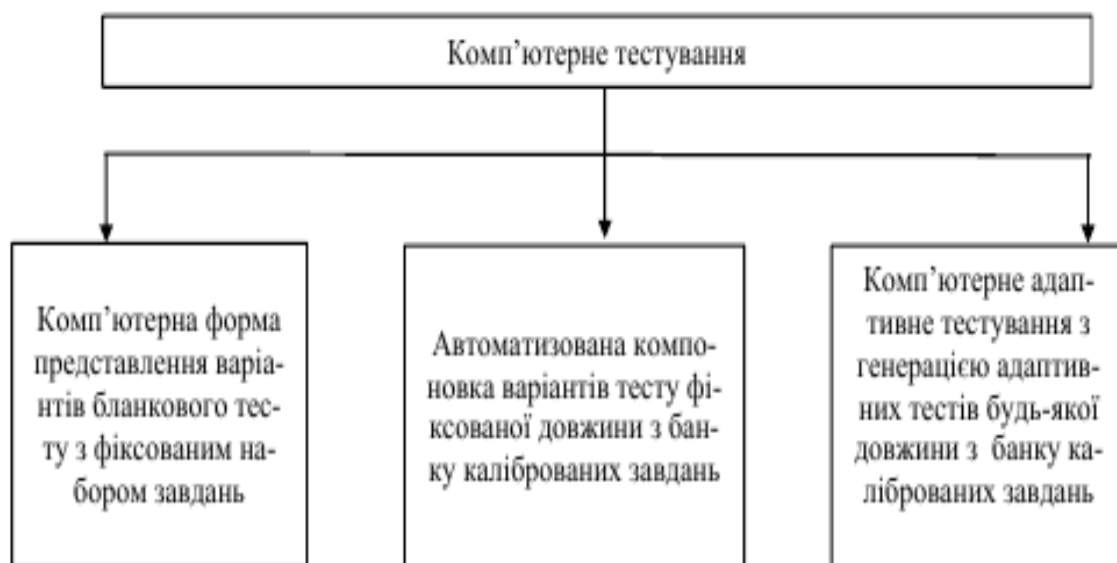 Комп’ютерне тестування
Комп’ютерна форма
представлення варіа-
нтів бланкового тес-
ту з фіксованим на-
бором завдань
Автоматизована компо-
новка варіантів тесту фі-
ксованої довжини з бан-
ку каліброваних завдань
Комп’ютерне адап-
тивне тестування з
генерацією адаптив-
них тестів будь-якої
довжини з банку ка-
ліброваних завдань